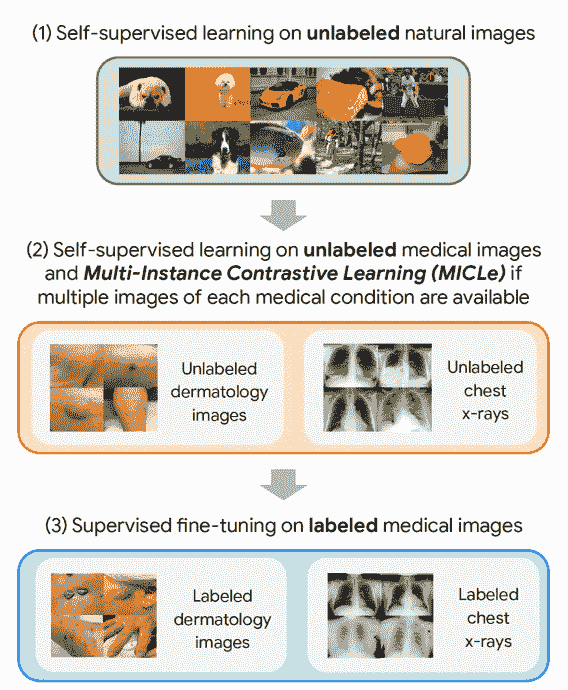 (1) Self-supervised learning on unlabeled natural images
(2) Self-supervised learning on unlabeled medical images
and Multi-Instance Contrastive Learning (MICLe) if
multiple images of each medical condition are available
Unlabeled
dermatology
images
Unlabeled
chest
x-rays
(3) Supervised fine-tuning on labeled medical images
Labeled
dermatology
images
Labeled
chest
x-rays